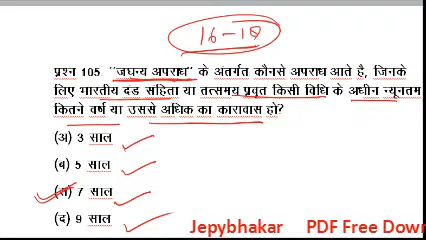 16-18
प्रश्न 105 "जघन्य अपराध" के अंतर्गत कौनसे अपराध आते है, जिनके
लिए भारतीय दंड संहिता या तत्समय प्रवृत किसी विधि के अधीन न्यूनतम
कितने वर्ष या उससे अधिक का कारावास हो?
(अ) 3 साल
(ब) 5 साल
(स) 7 साल
(द) 9 साल
Jepybhakar PDF Free Down